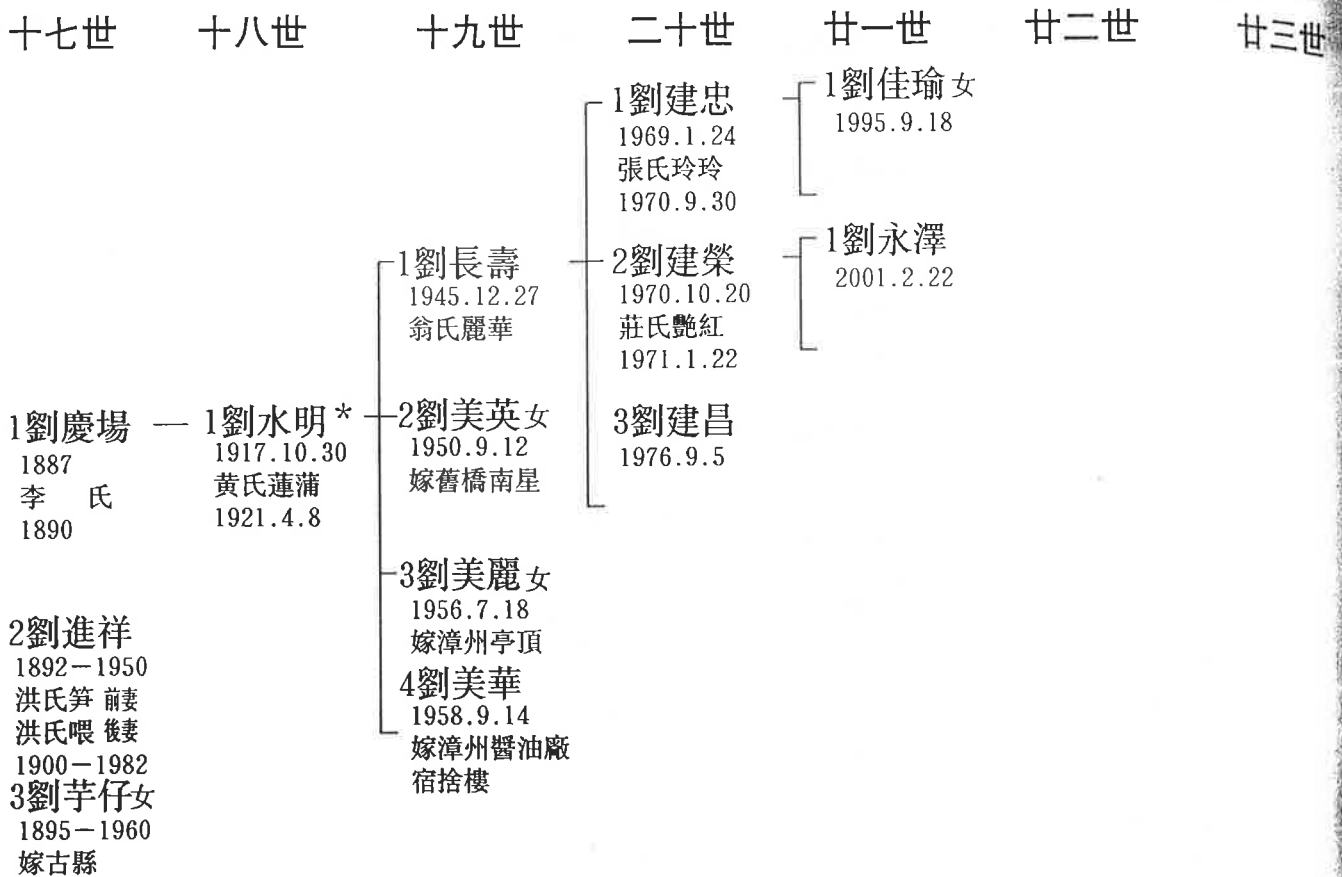 十七世 十八世 十九世 二十世 廿一世 廿二世 廿三世
1劉慶場
1887
李 氏
1890
2劉進祥
1892－1950
洪氏笋 前妻
洪氏喂 後妻
1900－1982
3劉芋仔女
1895－1960
嫁古縣
1劉水明*
1917.10.30
黄氏蓮蒲
1921.4.8
1劉長壽
1945.12.27
翁氏麗華
2劉美英女
1950.9.12
嫁舊橋南星
3劉美麗女
1956.7.18
嫁漳州亭頂
4劉美華
1958.9.14
嫁漳州醬油廠
宿捨樓
1劉建忠
1969.1.24
張氏玲玲
1970.9.30
2劉建榮
1970.10.20
莊氏艷紅
1971.1.22
3劉建昌
1976.9.5
1劉佳瑜女
1995.9.18
1劉永澤
2001.2.22